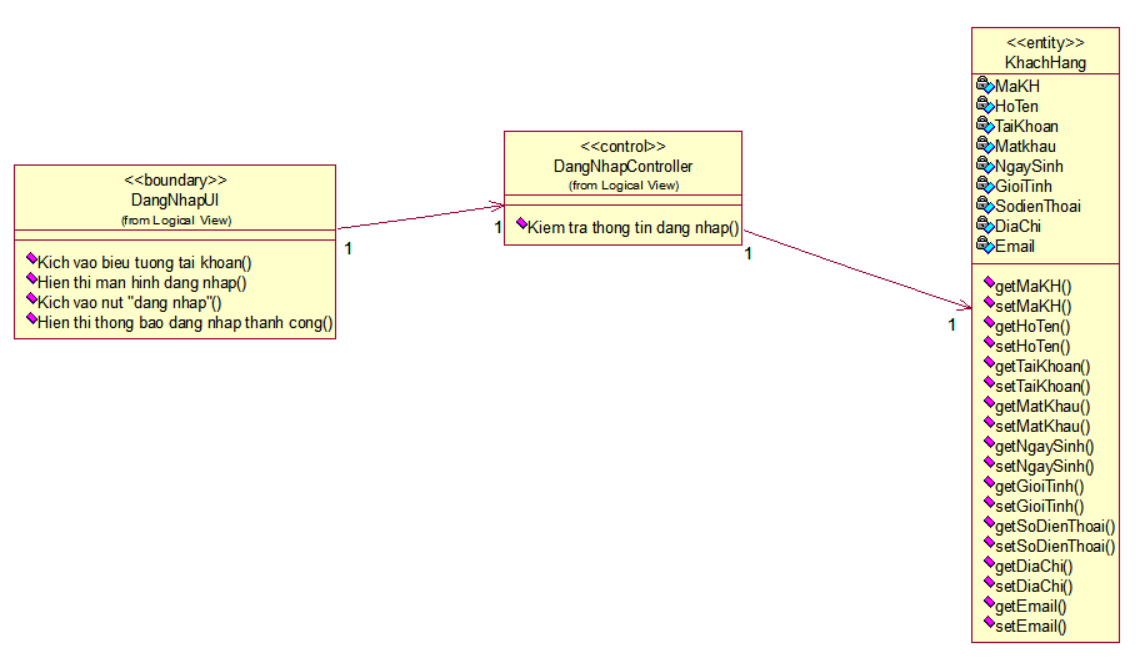 <<boundary>>
DangNhapUI
(from Logical View)
Kich vao bieu tuong tai khoan()
Hien thi man hinh dang nhap()
Kich vao nut "dang nhap"()
Hien thi thong bao dang nhap thanh cong()
1
1
<<control>>
DangNhapController
(from Logical View)
Kiem tra thong tin dang nhap()
1
1
<<entity>>
KhachHang
MaKH
HoTen
TaiKhoan
Matkhau
NgaySinh
GioiTinh
SodienThoai
DiaChi
Email
getMaKH()
setMaKH()
getHoTen()
setHoTen()
getTaiKhoan()
setTaiKhoan()
getMatKhau()
setMatKhau()
getNgaySinh()
setNgaySinh()
getGioiTinh()
setGioiTinh()
getSoDienThoai()
setSoDienThoai()
getDiaChi()
setDiaChi()
getEmail()
setEmail()